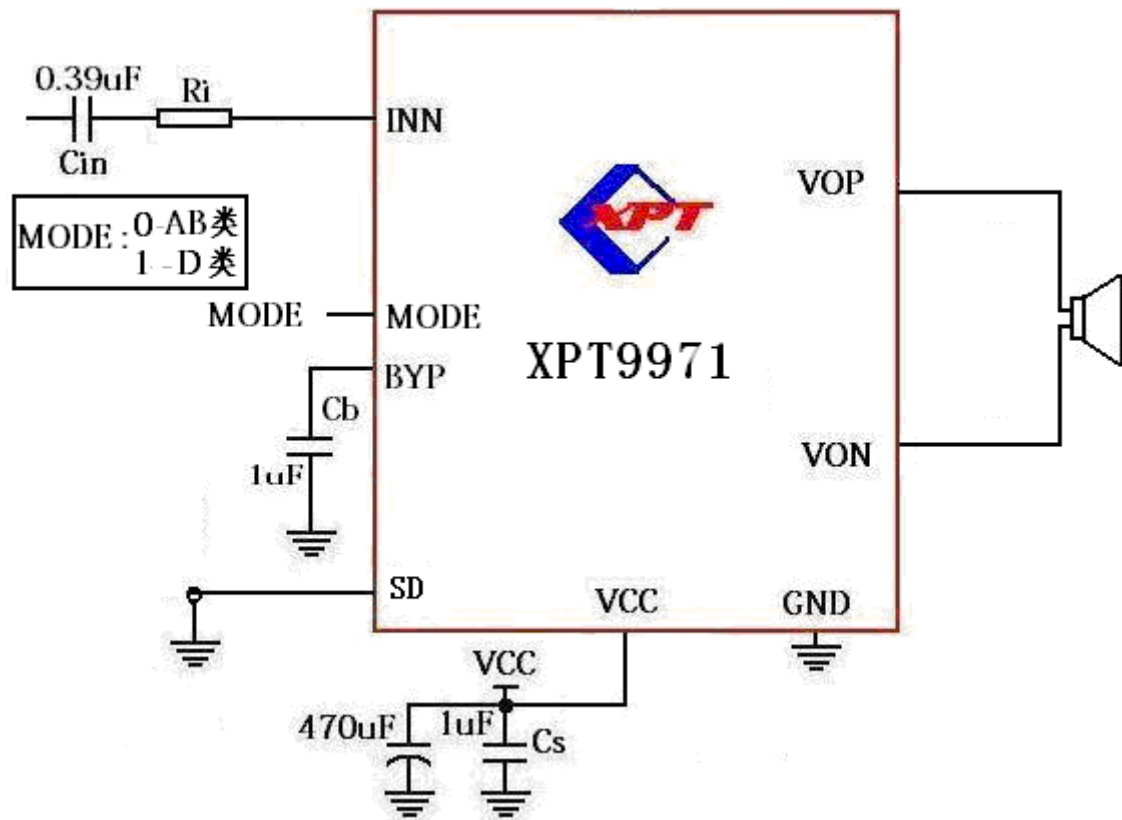 0.39uF
Ri
INN
Cin
VOP
XPT
MODE : 0-AB类
1 -D类
MODE
MODE
XPT9971
BYP
Cb
VON
1uF
SD
VCC
GND
VCC
470uF
1uF
Cs